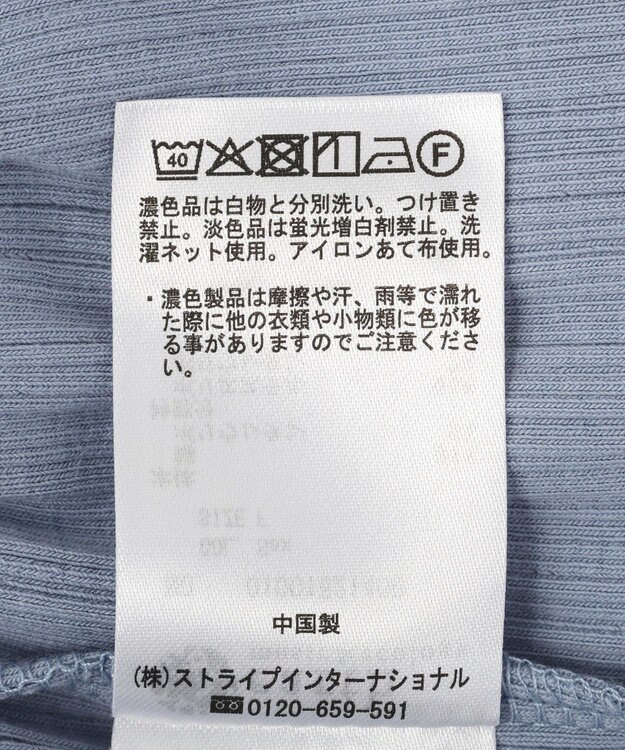 40 F
濃色品は白物と分別洗い。つけ置き
禁止。淡色品は蛍光増白剤禁止。洗
濯ネット使用。アイロンあて布使用。
・濃色製品は摩擦や汗、雨等で濡れ
た際に他の衣類や小物類に色が移
る事がありますのでご注意くださ
い。
中国製
(株)ストライプインターナショナル
0120-659-591